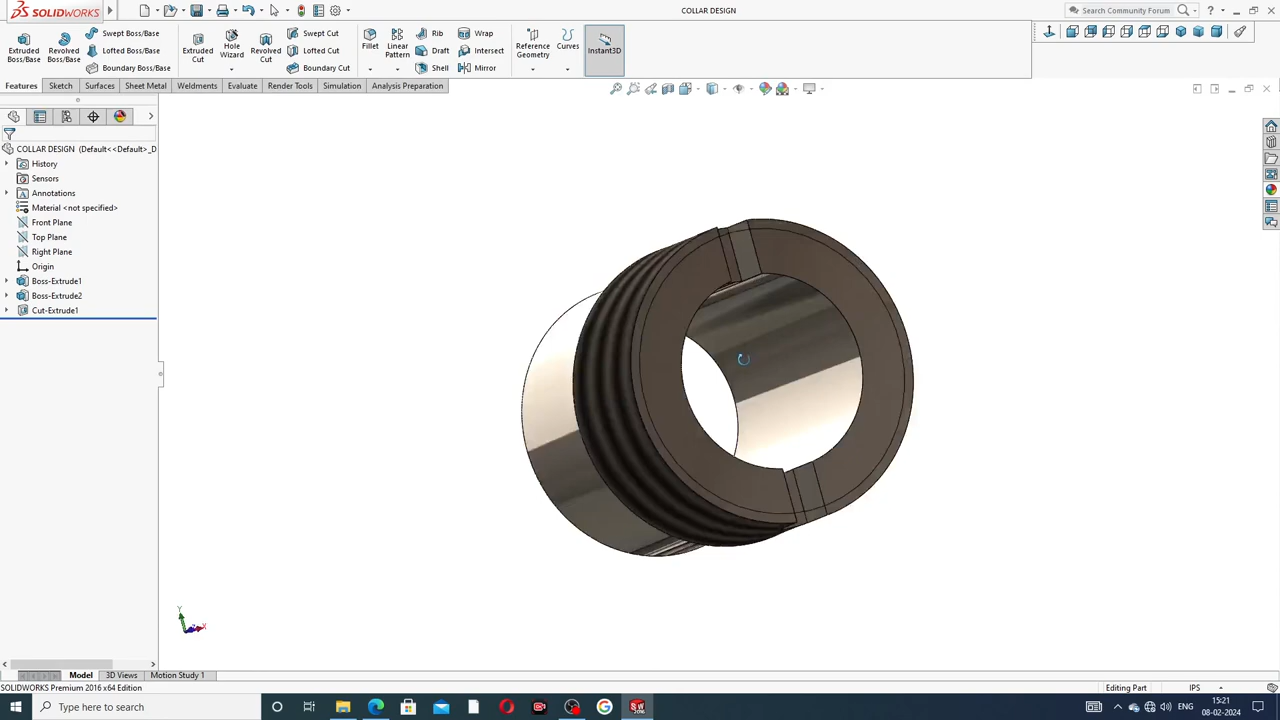 SOLIDWORKS
COLLAR DESIGN
Search Community Forum
Extruded Boss/Base
Revolved Boss/Base
Swept Boss/Base
Lofted Boss/Base
Boundary Boss/Base
Extruded Cut
Hole Wizard
Revolved Cut
Swept Cut
Lofted Cut
Boundary Cut
Fillet
Linear Pattern
Rib
Draft
Shell
Wrap
Intersect
Mirror
Reference Geometry
Curves
Instant3D
Features Sketch Surfaces Sheet Metal Weldments Evaluate Render Tools Simulation Analysis Preparation
COLLAR DESIGN (Default<<Default>_D
History
Sensors
Annotations
Material <not specified>
Front Plane
Top Plane
Right Plane
Origin
Boss-Extrude1
Boss-Extrude2
Cut-Extrude1
Y
Z
X
Model 3D Views Motion Study 1
SOLIDWORKS Premium 2016 x64 Edition
Editing Part IPS
Type here to search
ENG
15:21
08-02-2024